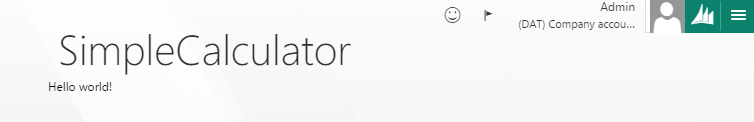 Admin
(DAT) Company accou...
SimpleCalculator
Hello world!